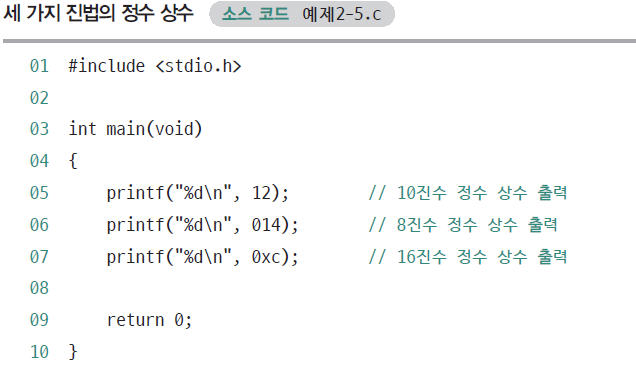 세 가지 진법의 정수 상수 소스 코드 예제2-5.c
01 #include <stdio.h>
02
03 int main(void)
04 {
05     printf("%d\n", 12);        // 10진수 정수 상수 출력
06     printf("%d\n", 014);       // 8진수 정수 상수 출력
07     printf("%d\n", 0xc);       // 16진수 정수 상수 출력
08
09     return 0;
10 }